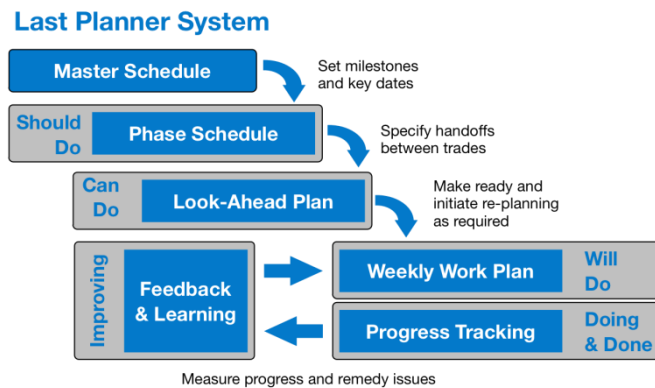 Last Planner System
Master Schedule
Set milestones
and key dates
Should
Do
Phase Schedule
Specify handoffs
between trades
Can
Do
Look-Ahead Plan
Make ready and
initiate re-planning
as required
Improving
Feedback
& Learning
Weekly Work Plan
Will
Do
Progress Tracking
Doing
& Done
Measure progress and remedy issues